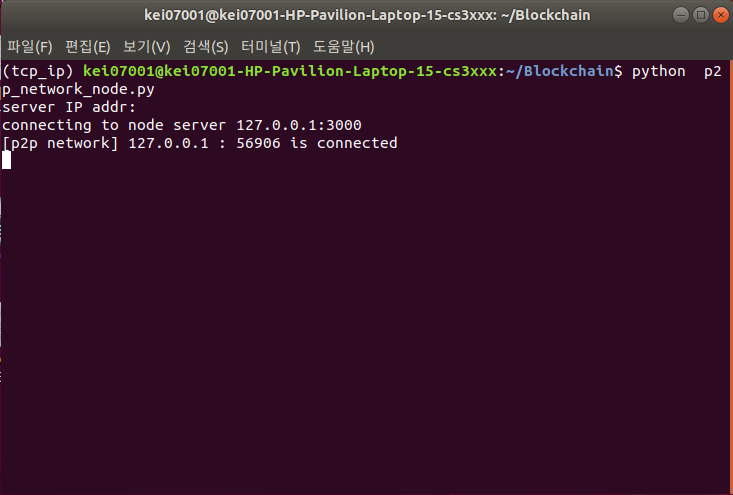 kei07001@kei07001-HP-Pavilion-Laptop-15-cs3xxx: ~/Blockchain
파일(F) 편집(E) 보기(V) 검색(S) 터미널(T) 도움말(H)
(tcp_ip) kei07001@kei07001-HP-Pavilion-Laptop-15-cs3xxx:~/Blockchain$ python  p2
p_network_node.py
server IP addr:
connecting to node server 127.0.0.1:3000
[p2p network] 127.0.0.1 : 56906 is connected